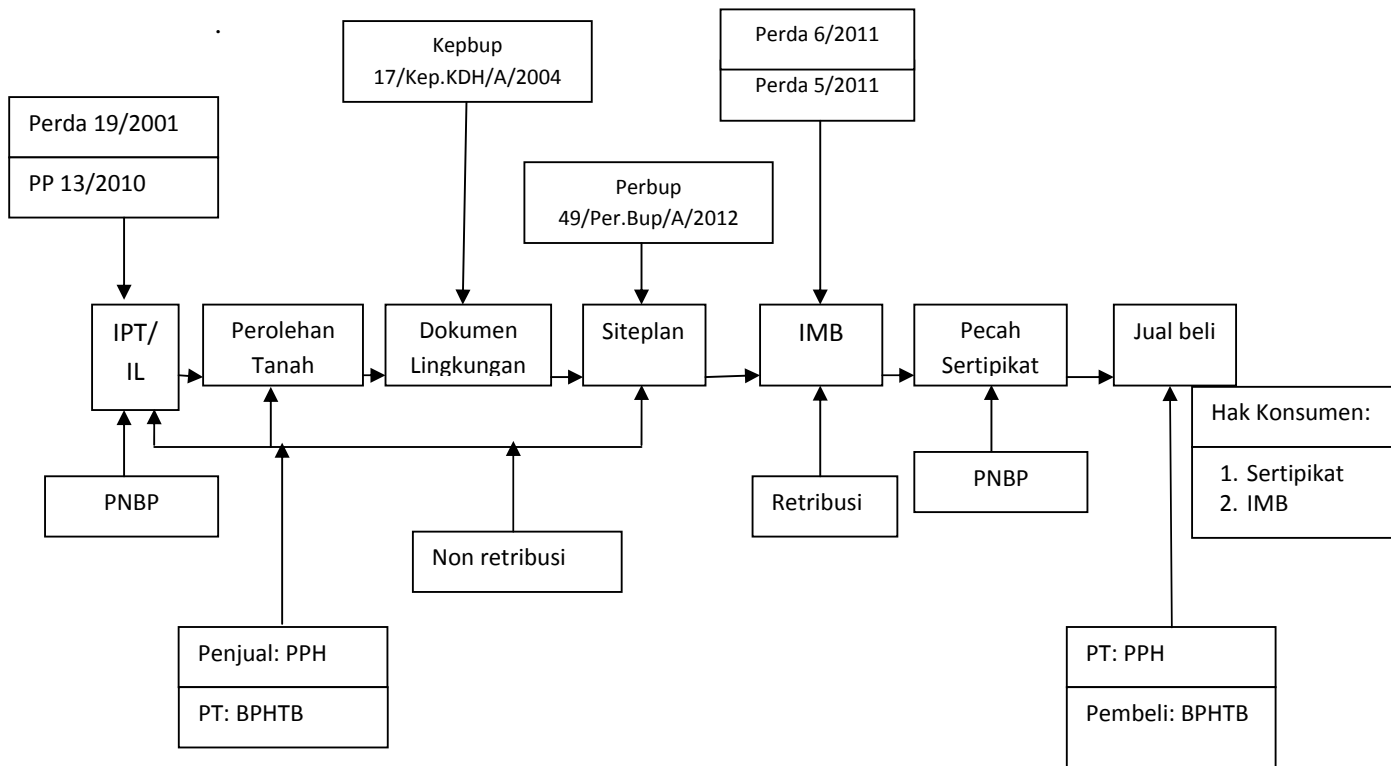 .
Kepbup
17/Kep.KDH/A/2004
Perda 6/2011
Perda 5/2011
Perda 19/2001
PP 13/2010
Perbup
49/Per.Bup/A/2012
IPT/
IL
Perolehan
Tanah
Dokumen
Lingkungan
Siteplan
IMB
Pecah
Sertipikat
Jual beli
Hak Konsumen:
1. Sertipikat
2. IMB
PNBP
Non retribusi
Retribusi
PNBP
Penjual: PPH
PT: BPHTB
PT: PPH
Pembeli: BPHTB